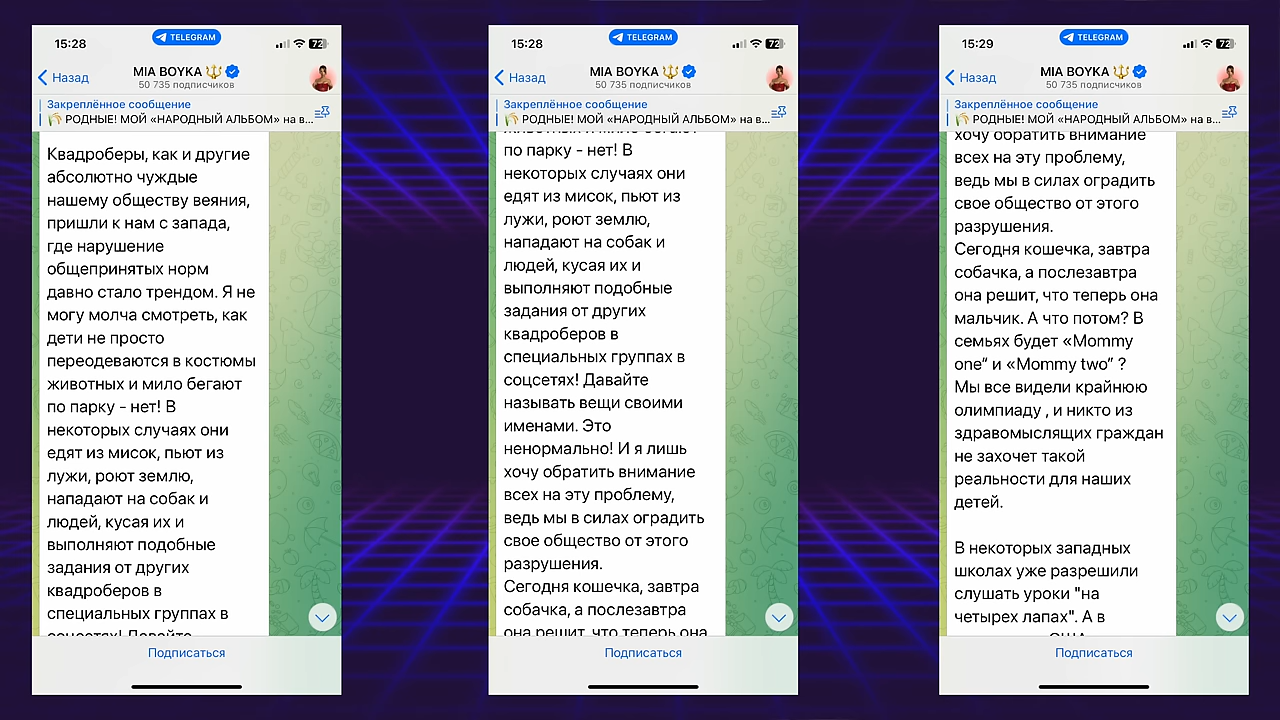 15:28
TELEGRAM
72
Назад
MIA BOYKA
50 735 подписчиков
Закреплённое сообщение
РОДНЫЕ! МОЙ «НАРОДНЫЙ АЛЬБОМ» на в...
Квадроберы, как и другие
абсолютно чуждые
нашему обществу веяния,
пришли к нам с запада,
где нарушение
общепринятых норм
давно стало трендом. Я не
могу молча смотреть, как
дети не просто
переодеваются в костюмы
животных и мило бегают
по парку - нет! В
некоторых случаях они
едят из мисок, пьют из
лужи, роют землю,
нападают на собак и
людей, кусая их и
выполняют подобные
задания от других
квадроберов в
специальных группах в
соцсетях! Давайте
Подписаться
15:28
TELEGRAM
72
Назад
MIA BOYKA
50 735 подписчиков
Закреплённое сообщение
РОДНЫЕ! МОЙ «НАРОДНЫЙ АЛЬБОМ» на в...
животных и мило бегают
по парку - нет! В
некоторых случаях они
едят из мисок, пьют из
лужи, роют землю,
нападают на собак и
людей, кусая их и
выполняют подобные
задания от других
квадроберов в
специальных группах в
соцсетях! Давайте
называть вещи своими
именами. Это
ненормально! И я лишь
хочу обратить внимание
всех на эту проблему,
ведь мы в силах оградить
свое общество от этого
разрушения.
Сегодня кошечка, завтра
собачка, а послезавтра
она решит, что теперь она
Подписаться
15:29
TELEGRAM
72
Назад
MIA BOYKA
50 735 подписчиков
Закреплённое сообщение
РОДНЫЕ! МОЙ «НАРОДНЫЙ АЛЬБОМ» на в...
хочу обратить внимание
всех на эту проблему,
ведь мы в силах оградить
свое общество от этого
разрушения.
Сегодня кошечка, завтра
собачка, а послезавтра
она решит, что теперь она
мальчик. А что потом? В
семьях будет «Mommy
one“ и «Mommy two” ?
Мы все видели крайнюю
олимпиаду , и никто из
здравомыслящих граждан
не захочет такой
реальности для наших
детей.
В некоторых западных
школах уже разрешили
слушать уроки "на
четырех лапах". А в
США
Подписаться